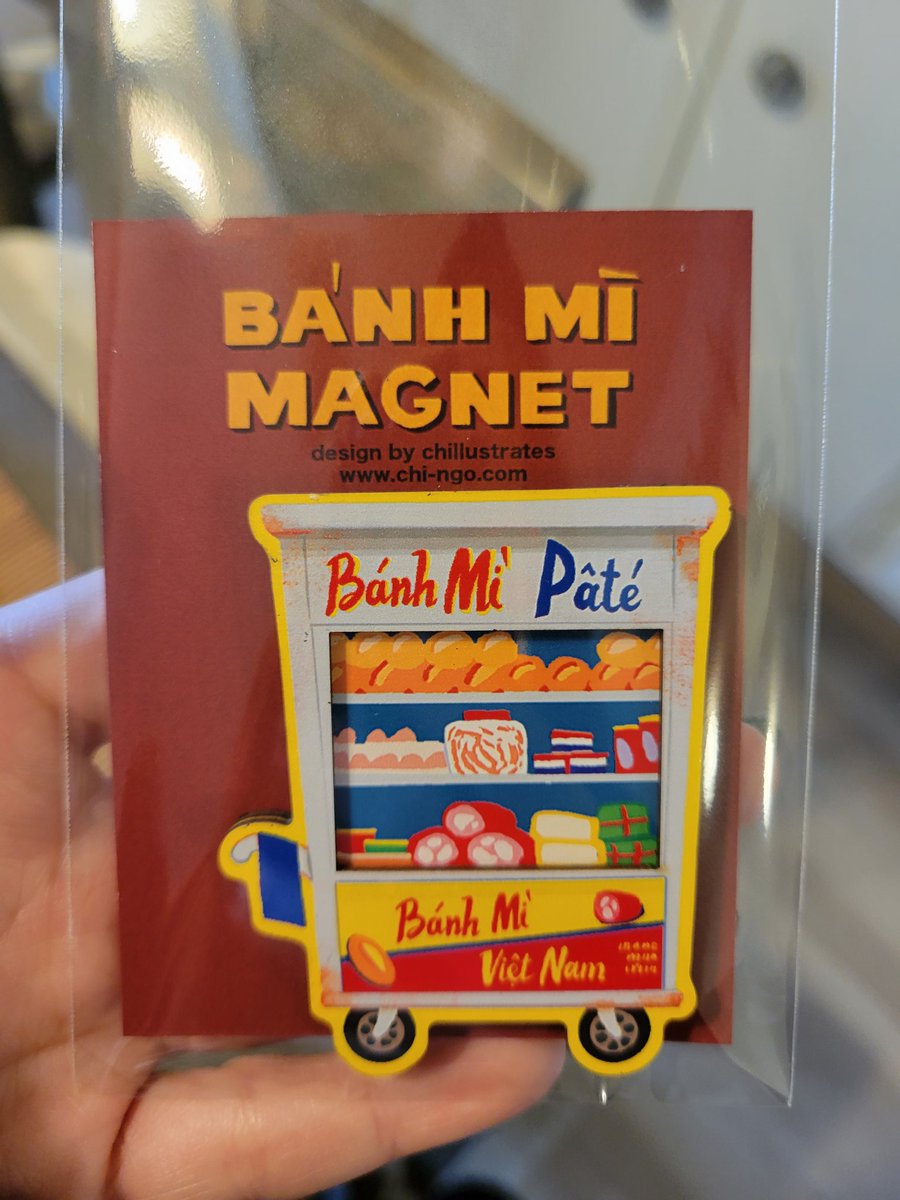 BÁNH MÌ
MAGNET
design by chillustrates
www.chi-ngo.com
Bánh Mì Pâté
Bánh Mì
Việt Nam